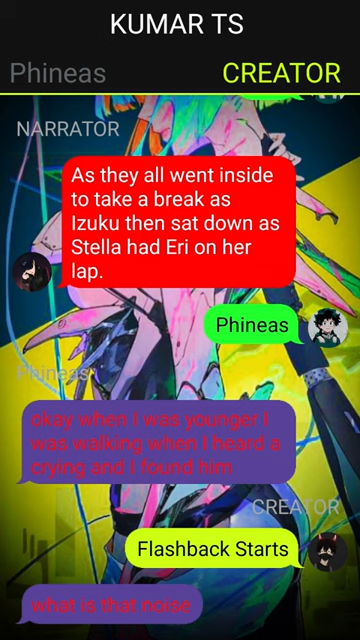 KUMAR TS
Phineas CREATOR
NARRATOR
As they all went inside
to take a break as
Izuku then sat down as
Stella had Eri on her
lap.
Phineas
Phineas
okay when I was younger I
was walking when I heard a
crying and I found him
CREATOR
Flashback Starts
what is that noise